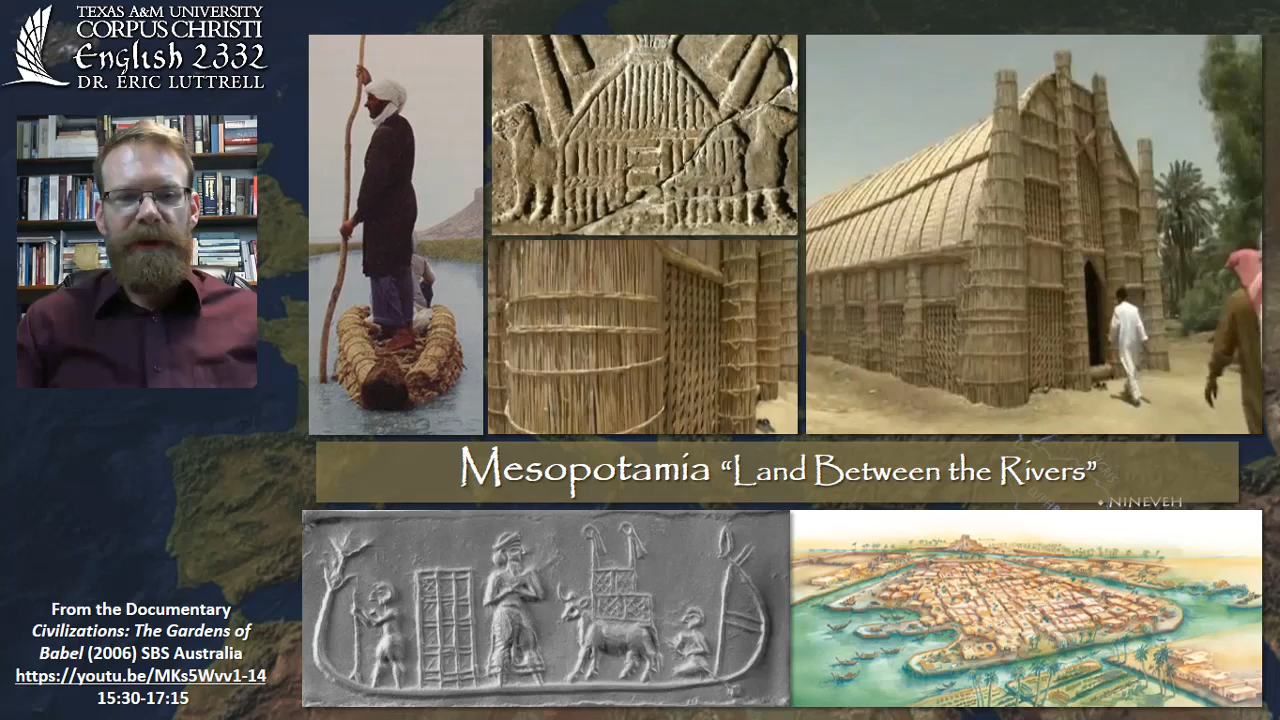 TEXAS A&M UNIVERSITY
CORPUS CHRISTI
English 2332
DR. ERIC LUTTRELL
Mesopotamia “Land Between the Rivers”
• NINEVEH
From the Documentary
Civilizations: The Gardens of
Babel (2006) SBS Australia
https://youtu.be/MKs5Wvv1-14
15:30-17:15